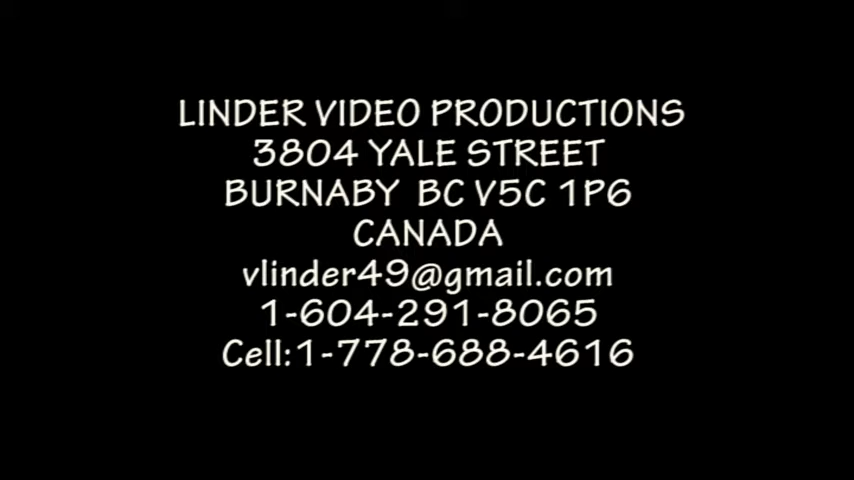 LINDER VIDEO PRODUCTIONS
3804 YALE STREET
BURNABY  BC V5C 1P6
CANADA
vlinder49@gmail.com
1-604-291-8065
Cell:1-778-688-4616